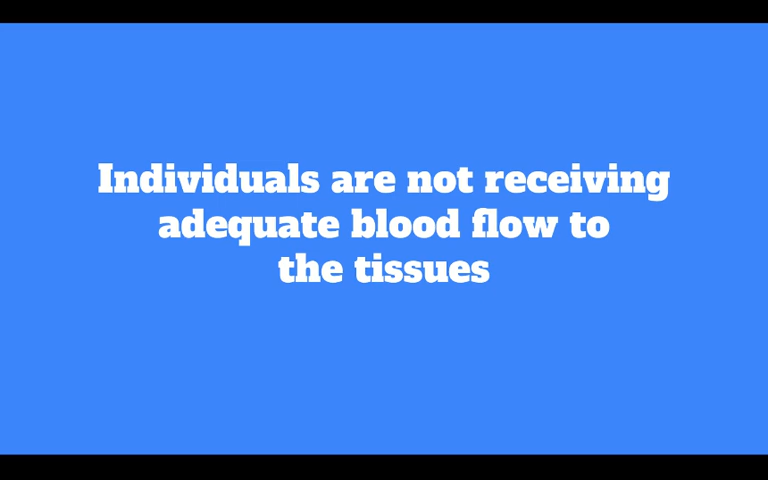 Individuals are not receiving
adequate blood flow to
the tissues